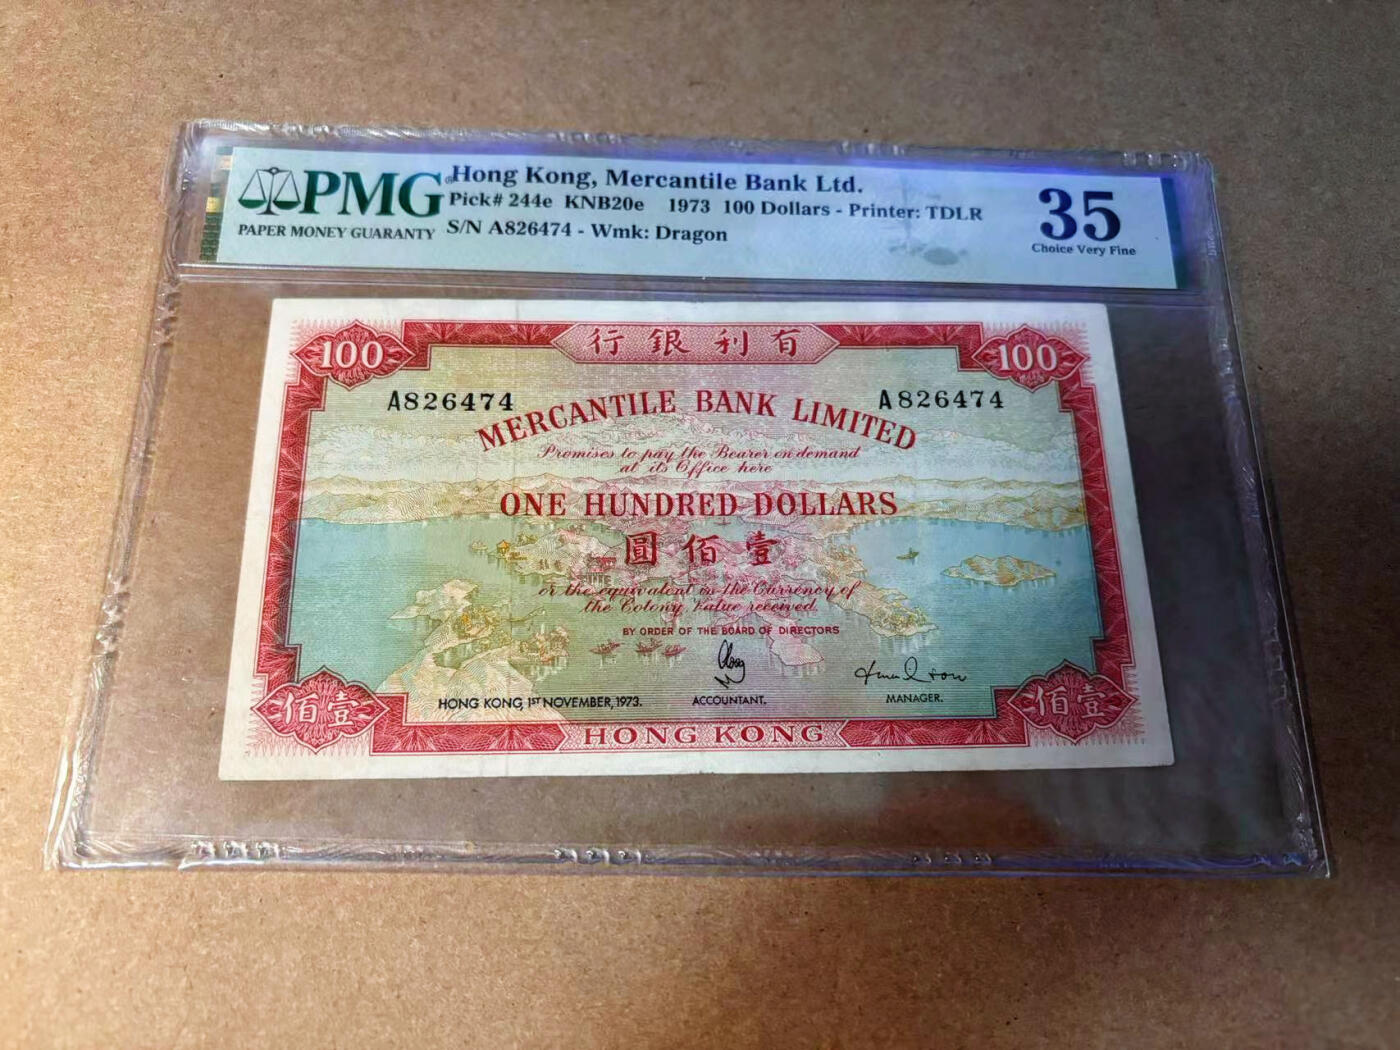 PMG
PAPER MONEY GUARANTY
Hong Kong, Mercantile Bank Ltd.
Pick# 244e KNB20e 1973 100 Dollars - Printer: TDLR
S/N A826474 - Wmk: Dragon
35
Choice Very Fine
行銀利有
100
100
A826474
A826474
MERCANTILE BANK LIMITED
Promises to pay the Bearer on demand
at its Office here
ONE HUNDRED DOLLARS
圓佰壹
or the equivalent in the Currency of
the Colony, Value received.
BY ORDER OF THE BOARD OF DIRECTORS
HONG KONG, 1ST NOVEMBER, 1973.
ACCOUNTANT.
MANAGER.
佰壹
佰壹
HONG KONG